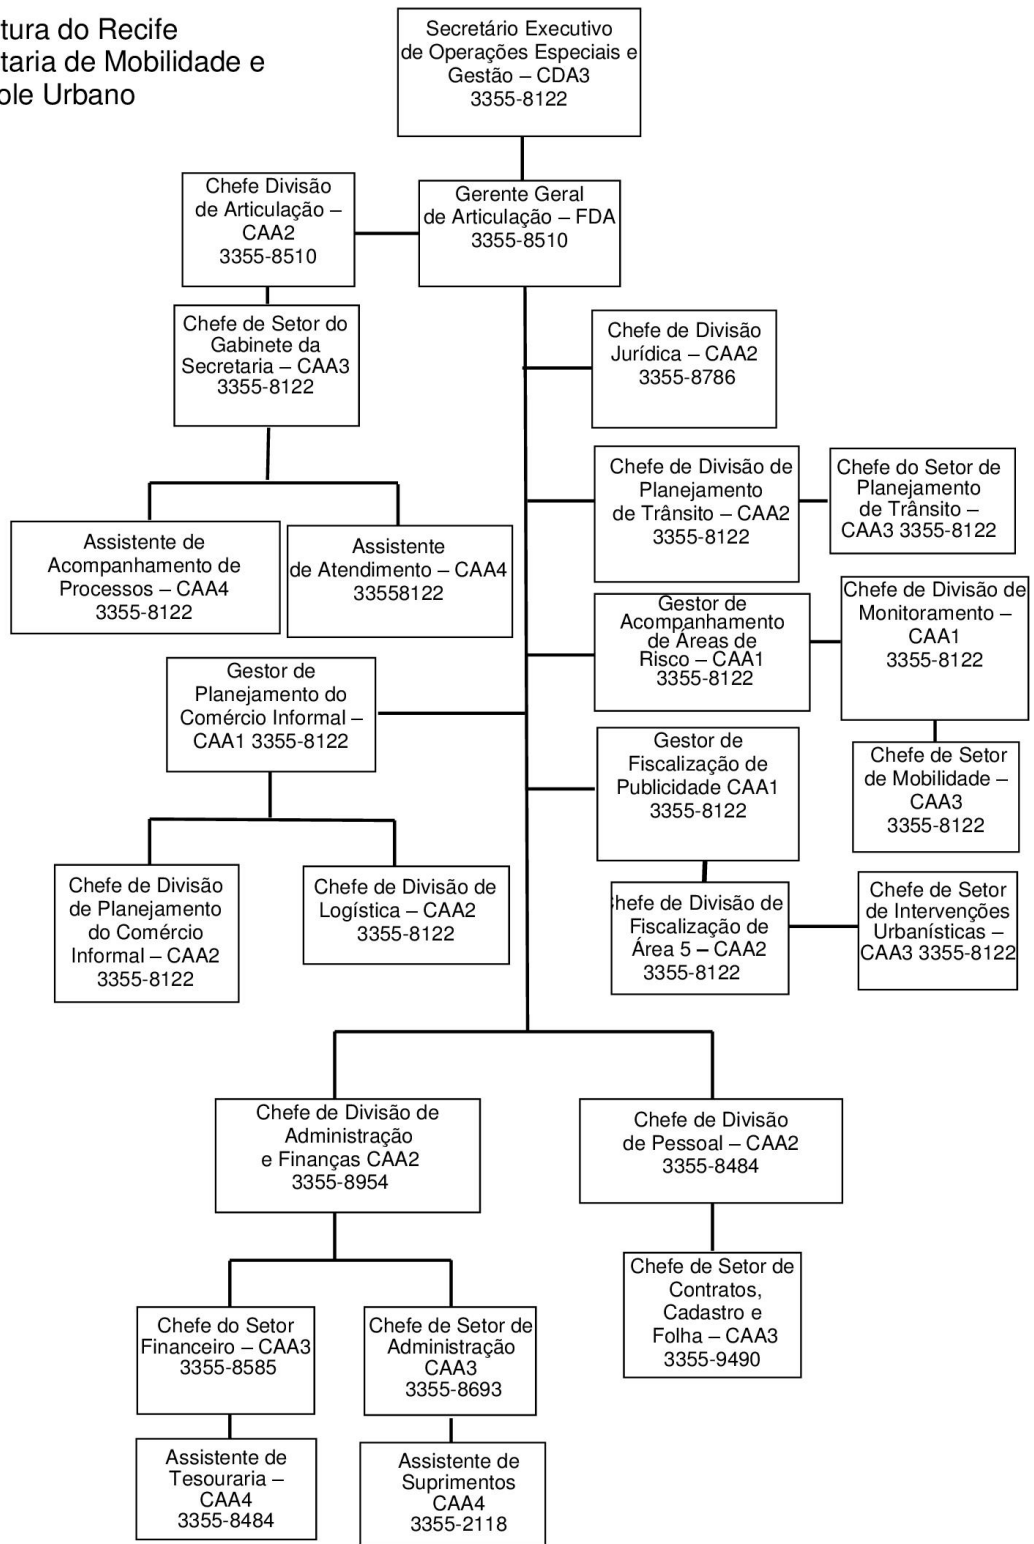 tura do Recife
taria de Mobilidade e
ole Urbano
Secretário Executivo
de Operações Especiais e
Gestão – CDA3
3355-8122
Chefe Divisão
de Articulação –
CAA2
3355-8510
Gerente Geral
de Articulação – FDA
3355-8510
Chefe de Setor do
Gabinete da
Secretaria – CAA3
3355-8122
Chefe de Divisão
Jurídica – CAA2
3355-8786
Chefe de Divisão de
Planejamento
de Trânsito – CAA2
3355-8122
Chefe do Setor de
Planejamento
de Trânsito –
CAA3 3355-8122
Assistente de
Acompanhamento de
Processos – CAA4
3355-8122
Assistente
de Atendimento – CAA4
33558122
Gestor de
Acompanhamento
de Áreas de
Risco – CAA1
3355-8122
Chefe de Divisão de
Monitoramento –
CAA1
3355-8122
Gestor de
Planejamento do
Comércio Informal –
CAA1 3355-8122
Gestor de
Fiscalização de
Publicidade CAA1
3355-8122
Chefe de Setor
de Mobilidade –
CAA3
3355-8122
Chefe de Divisão
de Planejamento
do Comércio
Informal – CAA2
3355-8122
Chefe de Divisão de
Logística – CAA2
3355-8122
hefe de Divisão de
Fiscalização de
Área 5 – CAA2
3355-8122
Chefe de Setor
de Intervenções
Urbanísticas –
CAA3 3355-8122
Chefe de Divisão de
Administração
e Finanças CAA2
3355-8954
Chefe de Divisão
de Pessoal – CAA2
3355-8484
Chefe do Setor
Financeiro – CAA3
3355-8585
Chefe de Setor de
Administração
CAA3
3355-8693
Chefe de Setor de
Contratos,
Cadastro e
Folha – CAA3
3355-9490
Assistente de
Tesouraria –
CAA4
3355-8484
Assistente de
Suprimentos
CAA4
3355-2118